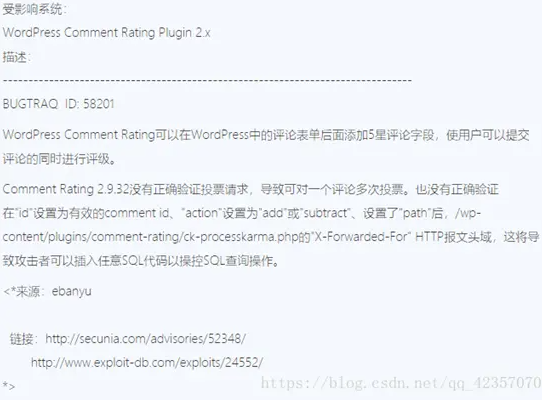 受影响系统：
WordPress Comment Rating Plugin 2.x
描述：
--------------------------------------------------------------------------------
BUGTRAQ  ID: 58201
WordPress Comment Rating可以在WordPress中的评论表单后面添加5星评论字段，使用户可以提交
评论的同时进行评级。
Comment Rating 2.9.32没有正确验证投票请求，导致可对一个评论多次投票。也没有正确验证
在"id"设置为有效的comment id、"action"设置为"add"或"subtract"、设置了"path"后，/wp-
content/plugins/comment-rating/ck-processkarma.php的"X-Forwarded-For" HTTP报文头域，这将导
致攻击者可以插入任意SQL代码以操控SQL查询操作。
<*来源：ebanyu
链接：http://secunia.com/advisories/52348/
http://www.exploit-db.com/exploits/24552/
*>
https://blog.csdn.net/qq_42357070